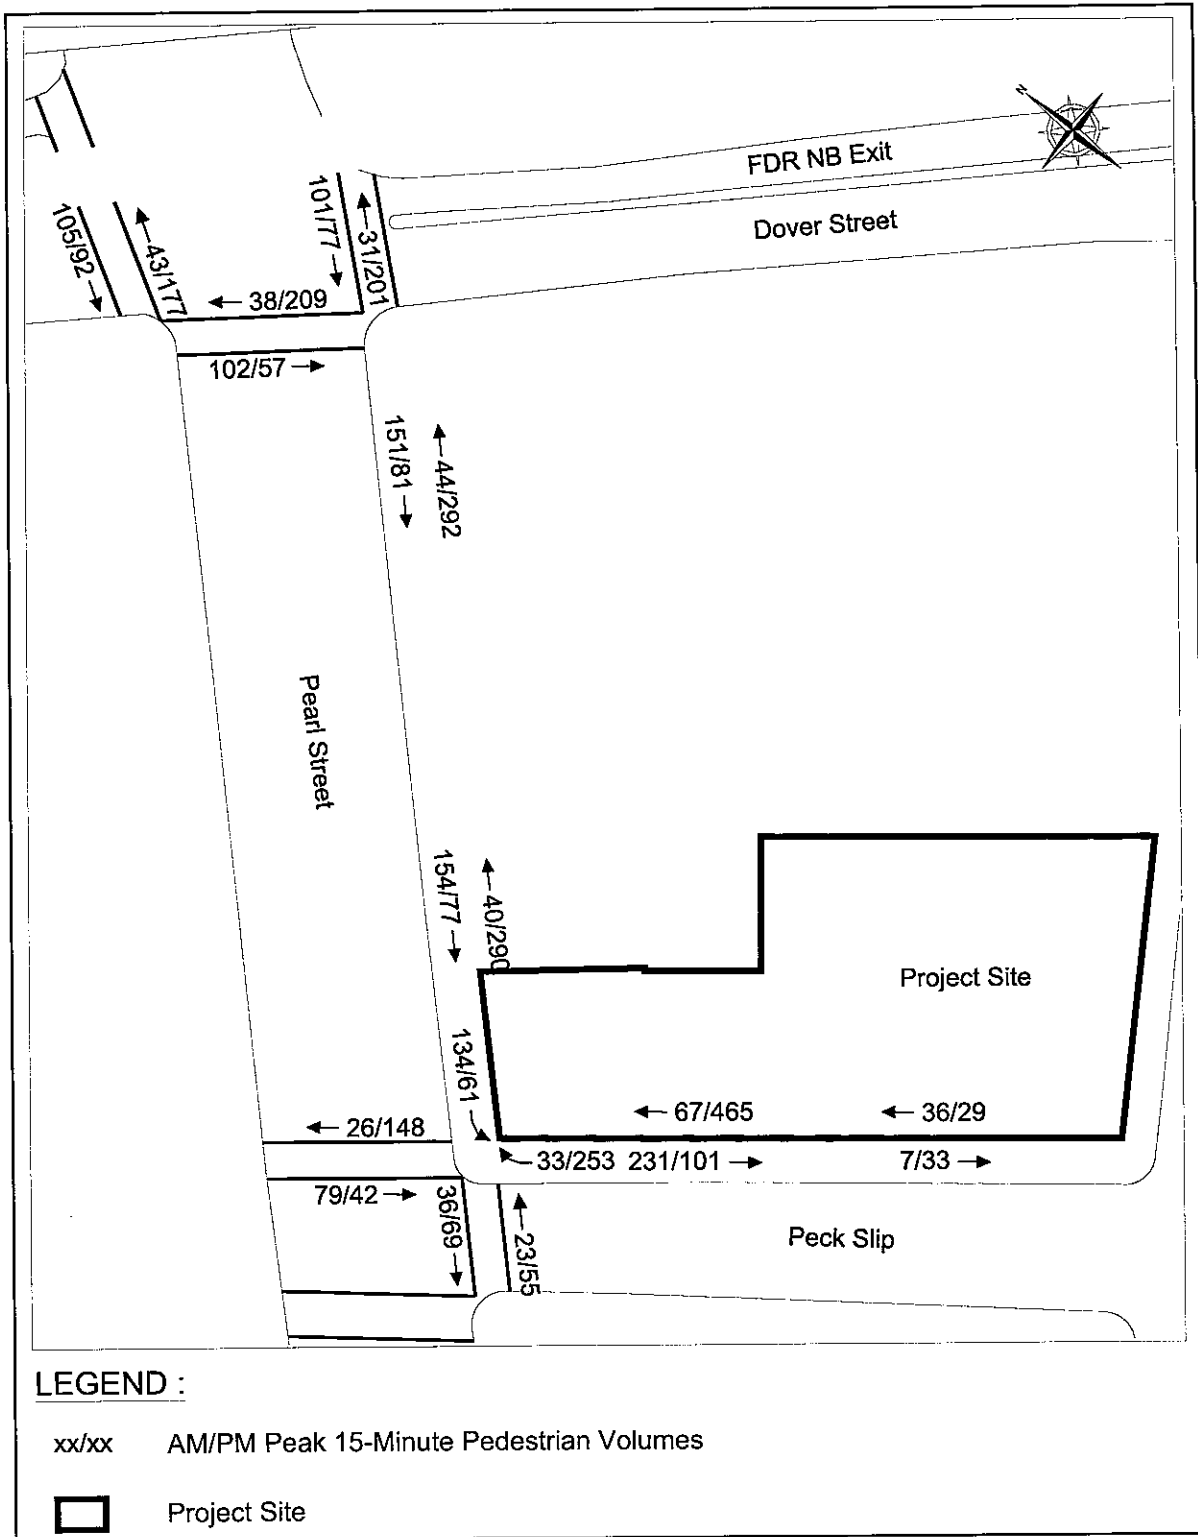 N
FDR NB Exit
Dover Street
105/92
43/177
101/77
31/201
38/209
102/57
151/81
44/292
Pearl Street
154/77
40/290
Project Site
134/61
67/465
36/29
26/148
33/253
231/101
7/33
79/42
36/69
23/55
Peck Slip
LEGEND :
xx/xx AM/PM Peak 15-Minute Pedestrian Volumes
Project Site